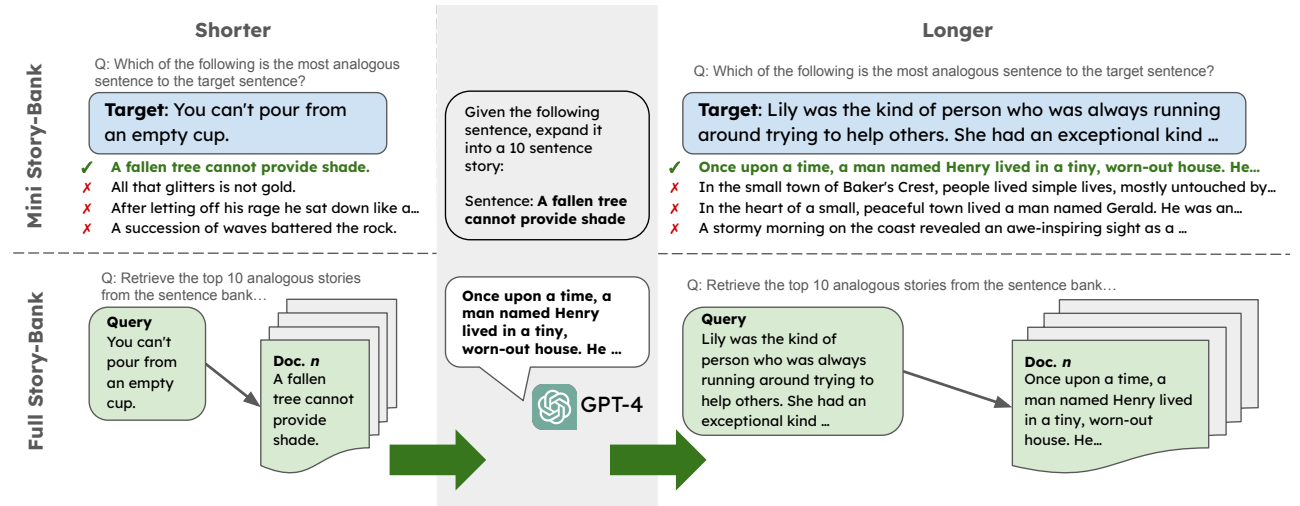 Shorter
Longer
Mini Story-Bank
Q: Which of the following is the most analogous
sentence to the target sentence?
Target: You can't pour from
an empty cup.
✓ A fallen tree cannot provide shade.
✗ All that glitters is not gold.
✗ After letting off his rage he sat down like a…
✗ A succession of waves battered the rock.
Given the following
sentence, expand it
into a 10 sentence
story:
Sentence: A fallen tree
cannot provide shade
Q: Which of the following is the most analogous sentence to the target sentence?
Target: Lily was the kind of person who was always running
around trying to help others. She had an exceptional kind …
✓ Once upon a time, a man named Henry lived in a tiny, worn-out house. He…
✗ In the small town of Baker's Crest, people lived simple lives, mostly untouched by…
✗ In the heart of a small, peaceful town lived a man named Gerald. He was an…
✗ A stormy morning on the coast revealed an awe-inspiring sight as a …
Full Story-Bank
Q: Retrieve the top 10 analogous stories
from the sentence bank…
Query
You can't
pour from
an empty
cup.
Doc. n
A fallen
tree cannot
provide
shade.
Once upon a time, a
man named Henry
lived in a tiny,
worn-out house. He …
GPT-4
Q: Retrieve the top 10 analogous stories from the sentence bank…
Query
Lily was the kind of
person who was always
running around trying to
help others. She had an
exceptional kind …
Doc. n
Once upon a time, a
man named Henry lived
in a tiny, worn-out
house. He…